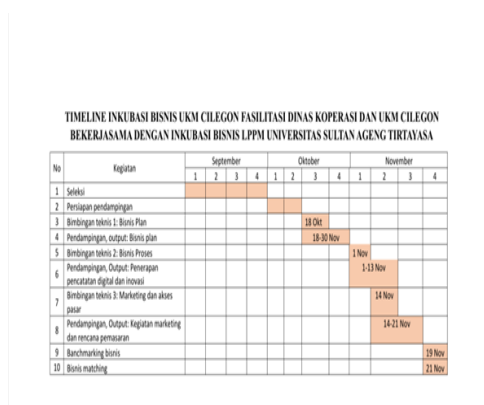 TIMELINE INKUBASI BISNIS UKM CILEGON FASILITASI DINAS KOPERASI DAN UKM CILEGON
BEKERJASAMA DENGAN INKUBASI BISNIS LPPM UNIVERSITAS SULTAN AGENG TIRTAYASA
No Kegiatan September Oktober November
1 2 3 4 1 2 3 4 1 2 3 4
1 Seleksi
2 Persiapan pendampingan
3 Bimbingan teknis 1: Bisnis Plan 18 Okt
4 Pendampingan, output: Bisnis plan 18-30 Nov
5 Bimbingan teknis 2: Bisnis Proses 1 Nov
6 Pendampingan, Output: Penerapan 1-13 Nov
pencatatan digital dan inovasi
7 Bimbingan teknis 3: Marketing dan akses 14 Nov
pasar
8 Pendampingan, Output: Kegiatan marketing 14-21 Nov
dan rencana pemasaran
9 Banchmarking bisnis 19 Nov
10 Bisnis matching 21 Nov